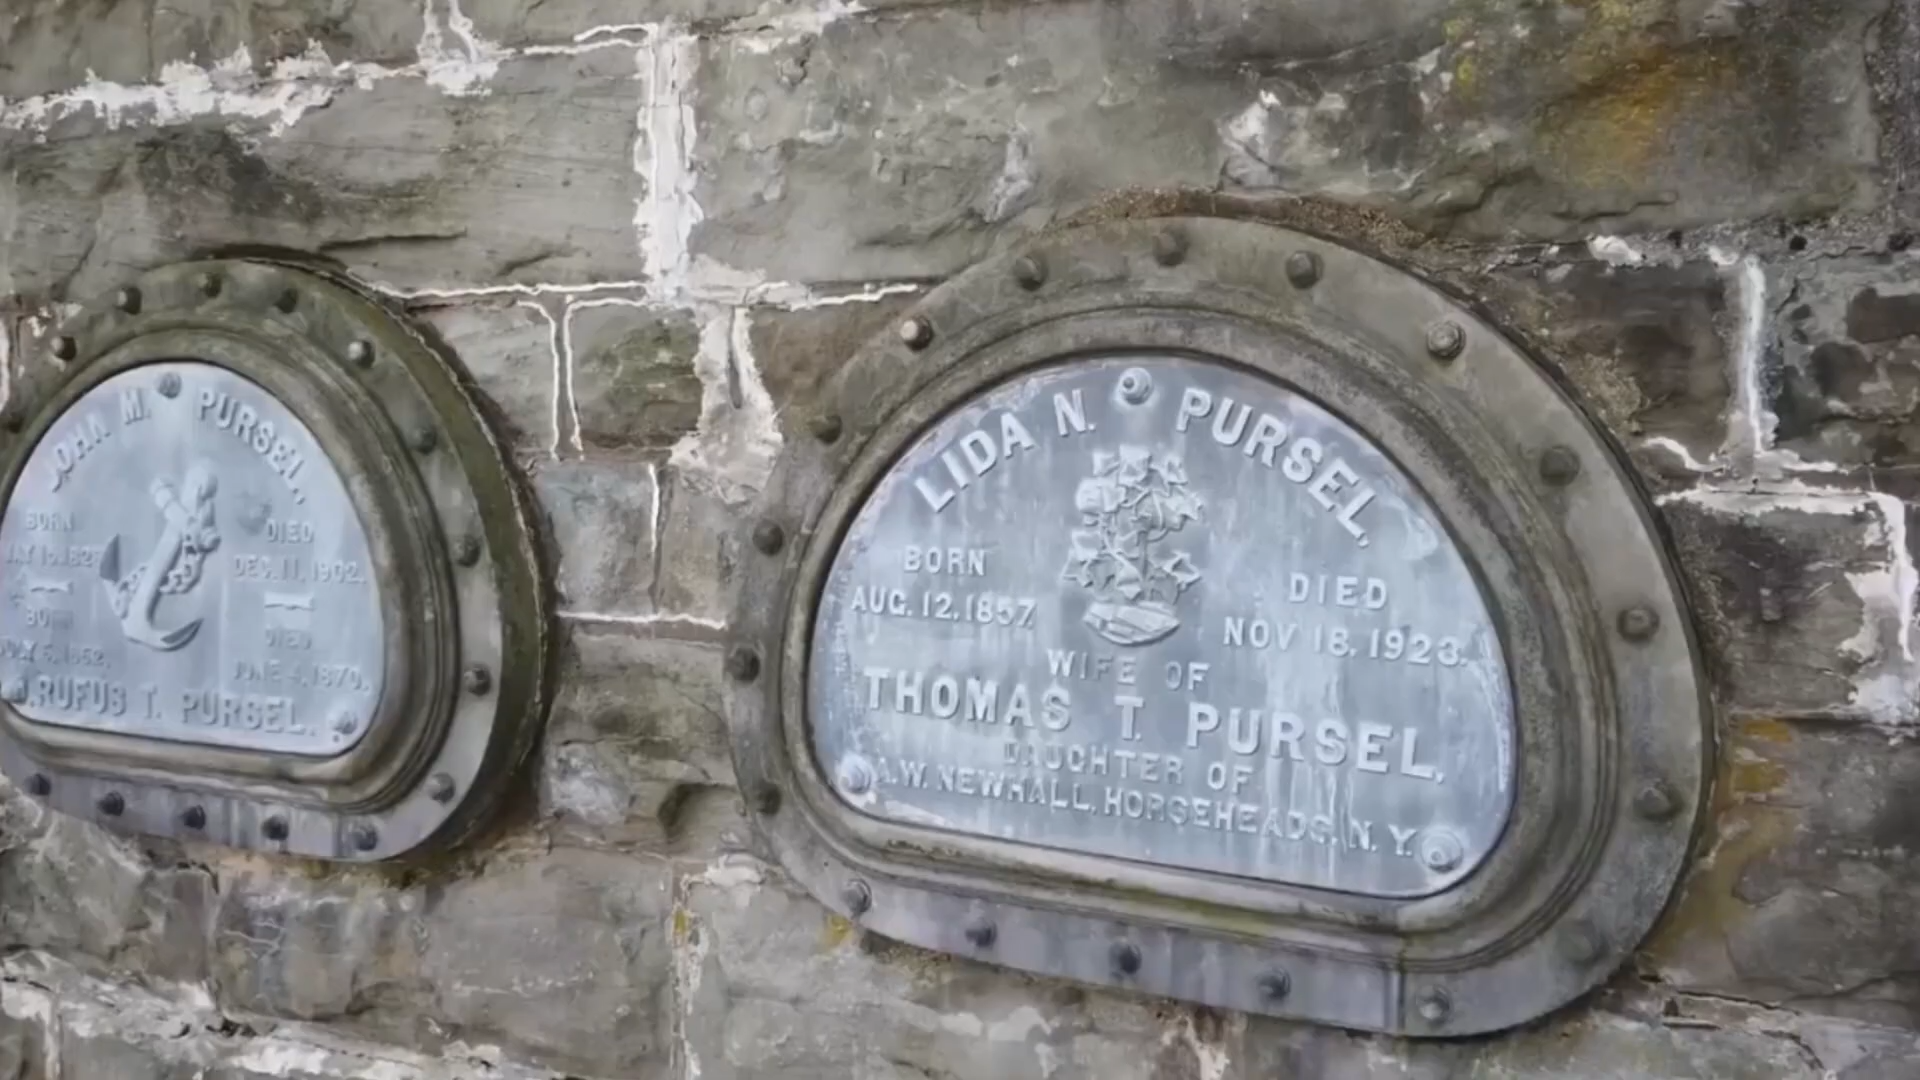 JOHN M. PURSEL,
BORN
DIED
DEC. 11, 1902.
DIED
JUNE 4, 1870.
RUFUS T. PURSEL.
LIDA N. PURSEL,
BORN
AUG. 12, 1857
DIED
NOV 18, 1923.
WIFE OF
THOMAS T. PURSEL,
DAUGHTER OF
A.W. NEWHALL, HORSEHEADS, N. Y.